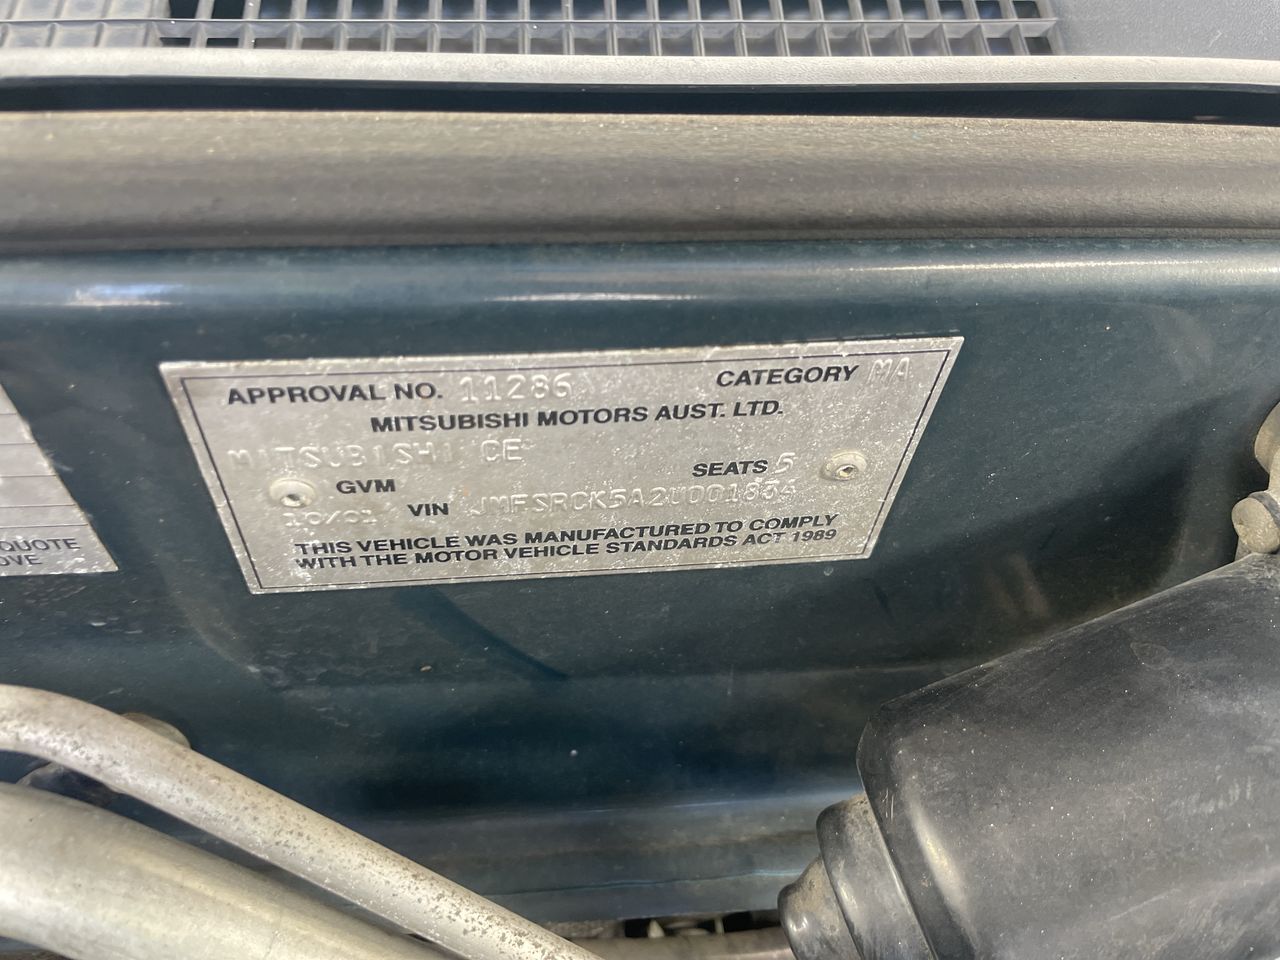 APPROVAL NO. 11286 CATEGORY MA
MITSUBISHI MOTORS AUST. LTD.
MITSUBISHI CE
GVM SEATS 5
10/01 VIN JMFSRCK5A2U001834
THIS VEHICLE WAS MANUFACTURED TO COMPLY
WITH THE MOTOR VEHICLE STANDARDS ACT 1989
QUOTE
OVE